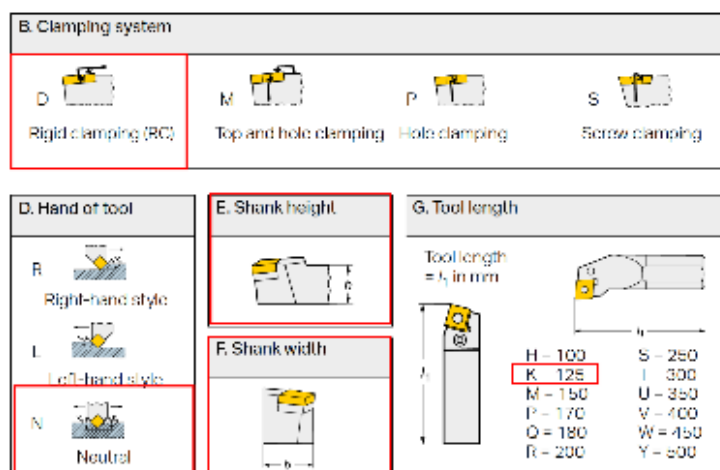 B. Clamping system
D
M
P
S
Rigid clamping (RC)
Top and hole clamping
Hole clamping
Screw clamping
D. Hand of tool
R
Right-hand style
L
Left-hand style
N
Neutral
E. Shank height
F. Shank width
b
G. Tool length
Tool length
= l₁ in mm
l₁
l₁
H – 100
K – 125
M – 150
P – 170
Q – 180
R – 200
S – 250
T – 300
U – 350
V – 400
W – 450
Y – 500